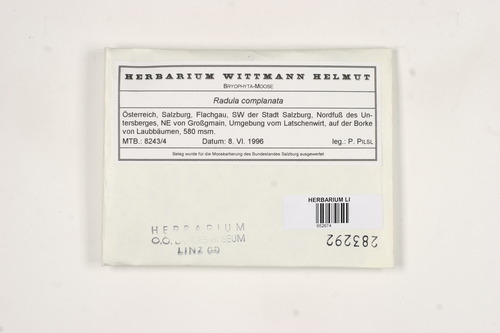 HERBARIUM WITTMANN HELMUT
BRYOPHYTA-MOOSE
Radula complanata
Österreich, Salzburg, Flachgau, SW der Stadt Salzburg, Nordfuß des Un-
tersberges, NE von Großgmain, Umgebung vom Latschenwirt, auf der Borke
von Laubbäumen, 580 msm.
MTB.: 8243/4 Datum: 8. VI. 1996 leg.: P. PILSL
Beleg wurde für die Mooskartierung des Bundeslandes Salzburg ausgewertet
HERBARIUM LI
652674
HERBARIUM
O.Ö. LANDESMUSEUM
LINZ
283292